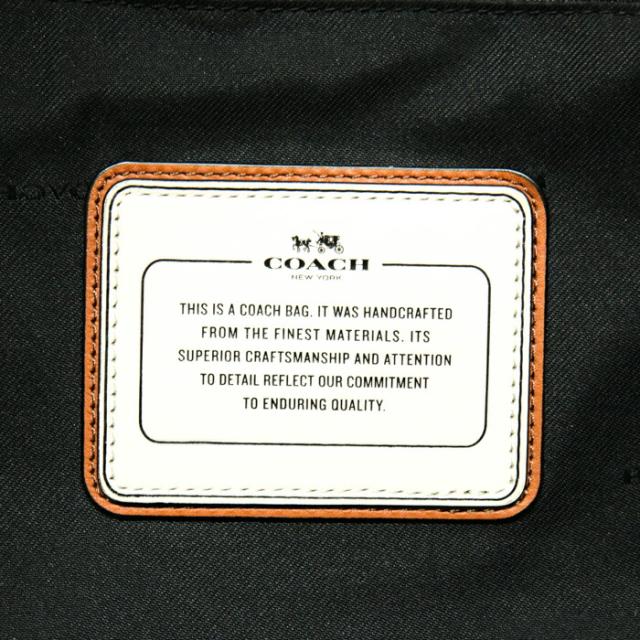 COACH
NEW YORK
THIS IS A COACH BAG. IT WAS HANDCRAFTED
FROM THE FINEST MATERIALS. ITS
SUPERIOR CRAFTSMANSHIP AND ATTENTION
TO DETAIL REFLECT OUR COMMITMENT
TO ENDURING QUALITY.